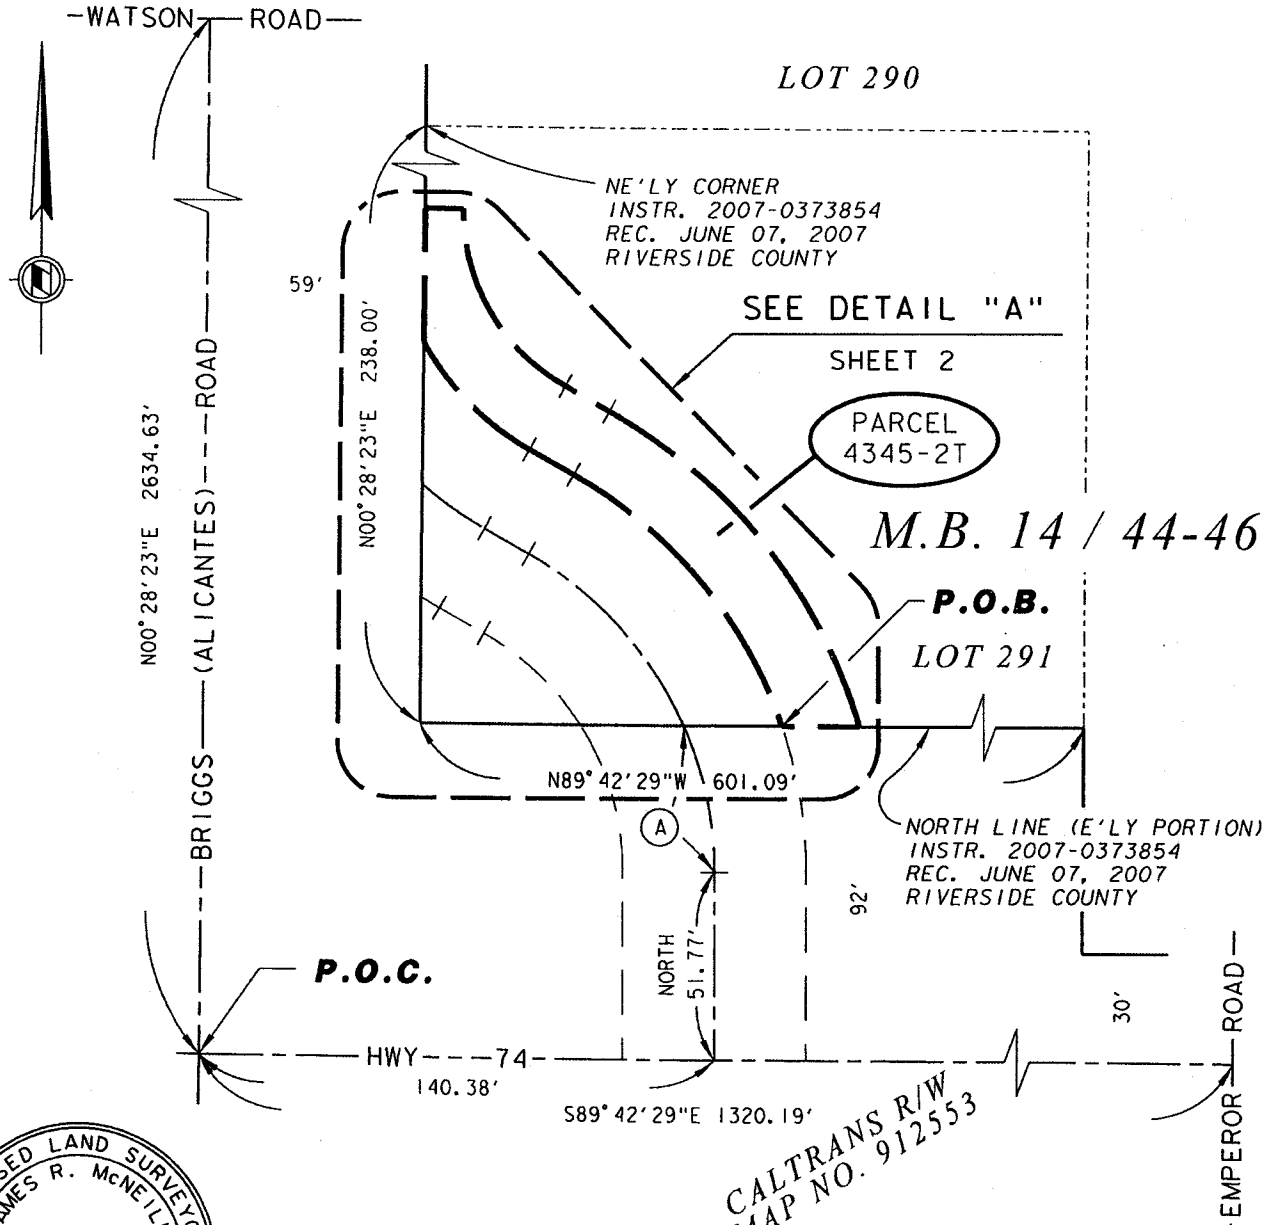 -WATSON- ROAD-
LOT 290
NE'LY CORNER
INSTR. 2007-0373854
REC. JUNE 07, 2007
RIVERSIDE COUNTY
59'
SEE DETAIL "A"
SHEET 2
PARCEL
4345-2T
N00°28'23"E 238.00'
N00°28'23"E 2634.63'
BRIGGS (ALICANTES) ROAD
M.B. 14 / 44-46
P.O.B.
LOT 291
N89°42'29"W 601.09'
A
NORTH LINE (E'LY PORTION)
INSTR. 2007-0373854
REC. JUNE 07, 2007
RIVERSIDE COUNTY
92'
NORTH
51.77'
P.O.C.
30'
HWY 74
140.38'
S89°42'29"E 1320.19'
EMPEROR ROAD
CALTRANS R/W
MAP NO. 912553
LAND SURVEYO
R. McNEIL